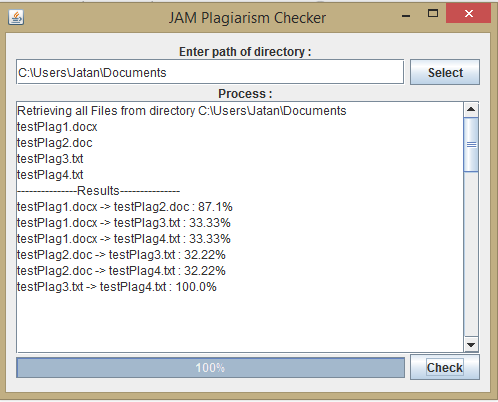 JAM Plagiarism Checker
Enter path of directory :
C:\Users\Jatan\Documents
Select
Process :
Retrieving all Files from directory C:\Users\Jatan\Documents
testPlag1.docx
testPlag2.doc
testPlag3.txt
testPlag4.txt
---------------Results---------------
testPlag1.docx -> testPlag2.doc : 87.1%
testPlag1.docx -> testPlag3.txt : 33.33%
testPlag1.docx -> testPlag4.txt : 33.33%
testPlag2.doc -> testPlag3.txt : 32.22%
testPlag2.doc -> testPlag4.txt : 32.22%
testPlag3.txt -> testPlag4.txt : 100.0%
100%
Check